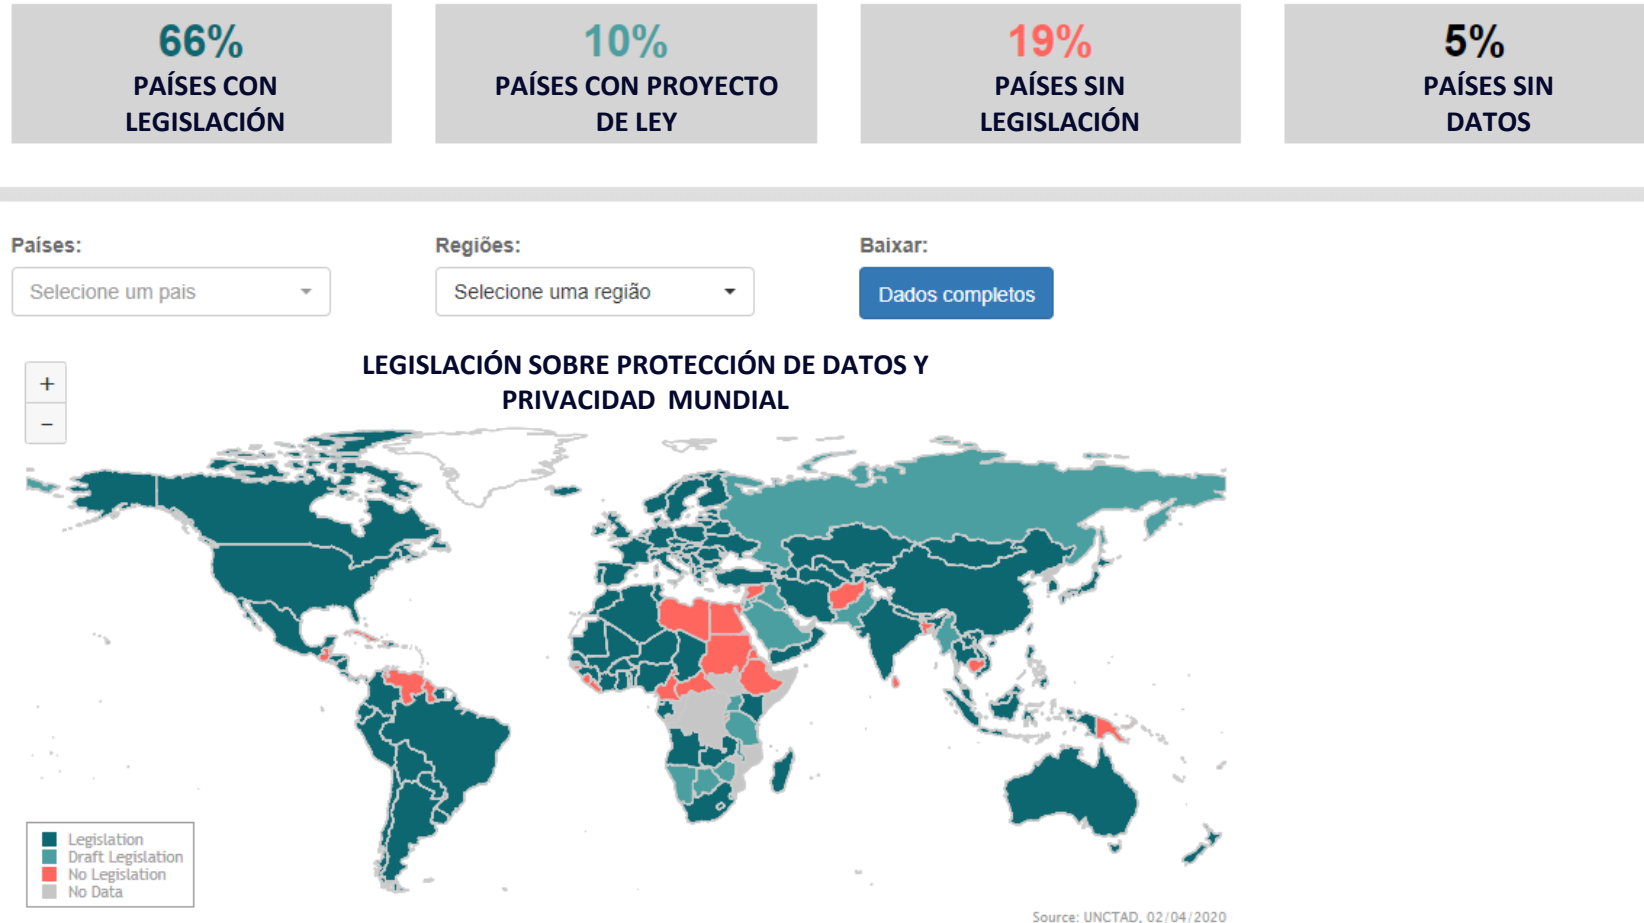 66%
PAÍSES CON
LEGISLACIÓN
10%
PAÍSES CON PROYECTO
DE LEY
19%
PAÍSES SIN
LEGISLACIÓN
5%
PAÍSES SIN
DATOS
Países:
Selecione um pais
Regiões:
Selecione uma região
Baixar:
Dados completos
+
−
LEGISLACIÓN SOBRE PROTECCIÓN DE DATOS Y
PRIVACIDAD MUNDIAL
Legislation
Draft Legislation
No Legislation
No Data
Source: UNCTAD, 02/04/2020